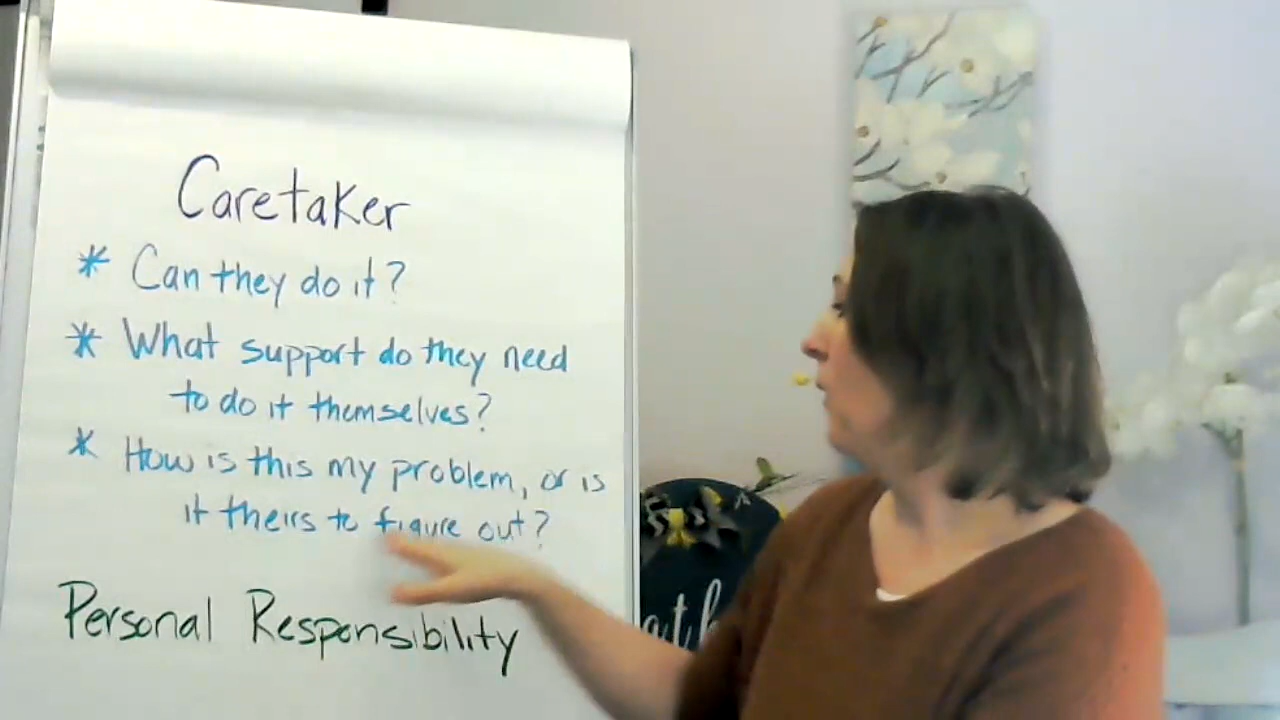 Caretaker
* Can they do it?
* What support do they need
to do it themselves?
* How is this my problem, or is
it theirs to figure out?
Personal Responsibility